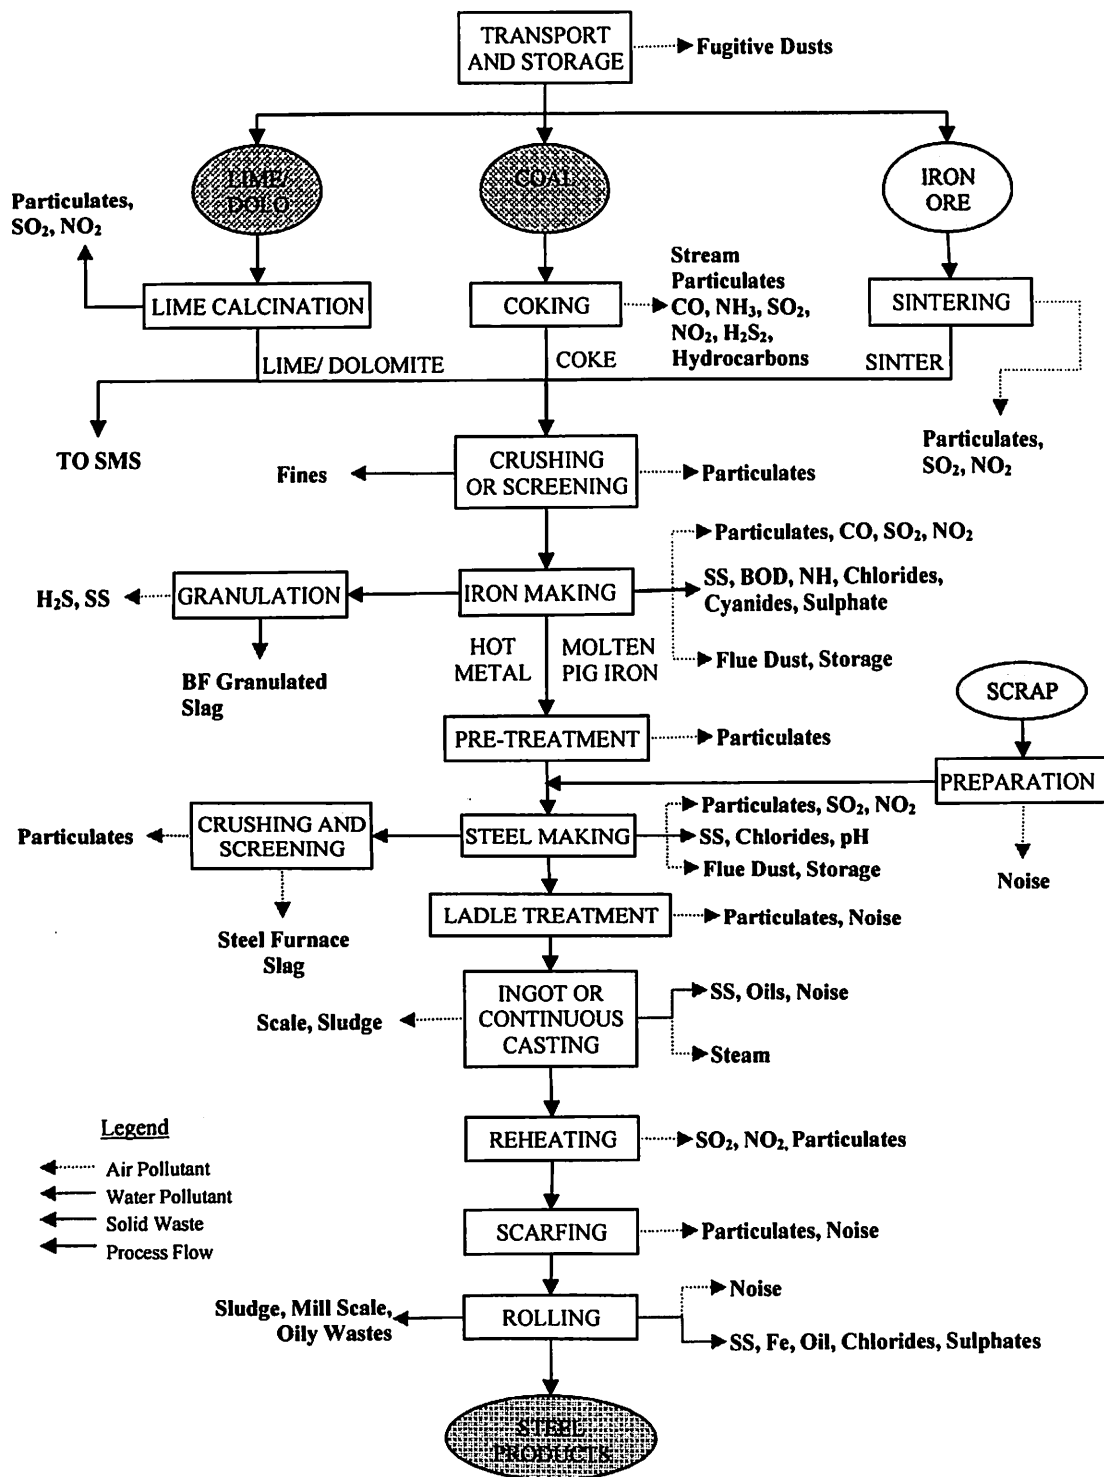 TRANSPORT
AND STORAGE
Fugitive Dusts
LIME/
DOLO
COAL
IRON
ORE
Particulates,
SO₂, NO₂
LIME CALCINATION
COKING
Stream
Particulates
CO, NH₃, SO₂,
NO₂, H₂S₂,
Hydrocarbons
SINTERING
LIME/ DOLOMITE
COKE
SINTER
TO SMS
Particulates,
SO₂, NO₂
Fines
CRUSHING
OR SCREENING
Particulates
Particulates, CO, SO₂, NO₂
H₂S, SS
GRANULATION
IRON MAKING
SS, BOD, NH, Chlorides,
Cyanides, Sulphate
HOT
METAL
MOLTEN
PIG IRON
Flue Dust, Storage
BF Granulated
Slag
SCRAP
PRE-TREATMENT
Particulates
PREPARATION
Particulates, SO₂, NO₂
Particulates
CRUSHING AND
SCREENING
STEEL MAKING
SS, Chlorides, pH
Flue Dust, Storage
Noise
LADLE TREATMENT
Particulates, Noise
Steel Furnace
Slag
INGOT OR
CONTINUOUS
CASTING
SS, Oils, Noise
Scale, Sludge
Steam
Legend
Air Pollutant
Water Pollutant
Solid Waste
Process Flow
REHEATING
SO₂, NO₂, Particulates
SCARFING
Particulates, Noise
Noise
Sludge, Mill Scale,
Oily Wastes
ROLLING
SS, Fe, Oil, Chlorides, Sulphates
STEEL
PRODUCTS